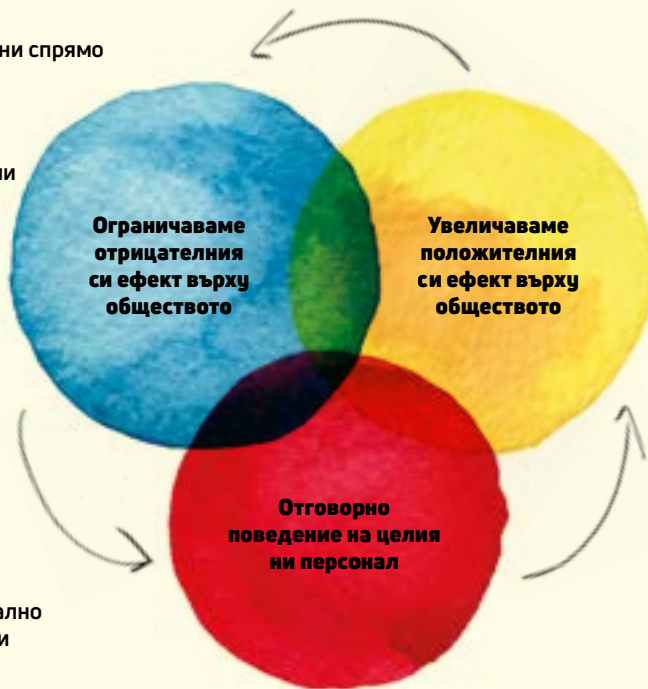 ни спрямо
ни
Ограничаваме
отрицателния
си ефект върху
обществото
Увеличаваме
положителния
си ефект върху
обществото
Отговорно
поведение на целия
ни персонал
ално
и